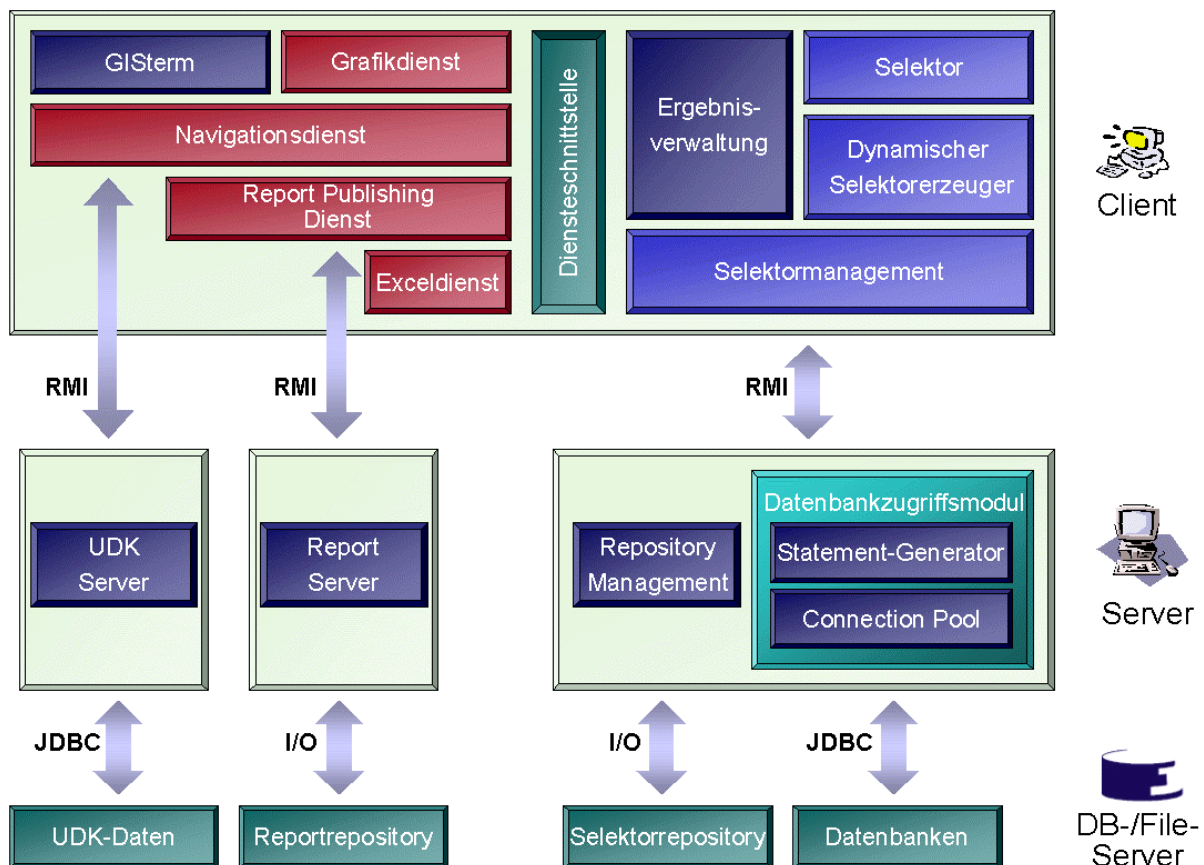 GISterm
Grafikdienst
Navigationsdienst
Report Publishing
Dienst
Exceldienst
Diensteschnittstelle
Ergebnis-
verwaltung
Selektor
Dynamischer
Selektorerzeuger
Selektormanagement
Client
RMI
RMI
RMI
UDK
Server
Report
Server
Repository
Management
Datenbankzugriffsmodul
Statement-Generator
Connection Pool
Server
JDBC
I/O
I/O
JDBC
UDK-Daten
Reportrepository
Selektorrepository
Datenbanken
DB-/File-
Server